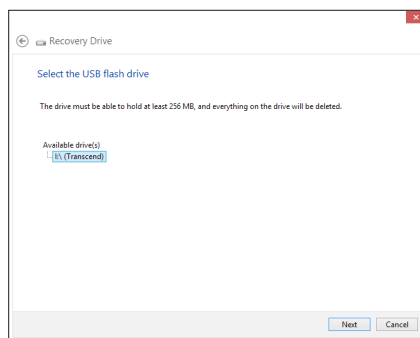 Recovery Drive
Select the USB flash drive
The drive must be able to hold at least 256 MB, and everything on the drive will be deleted.
Available drive(s)
I:\ (Transcend)
Next Cancel